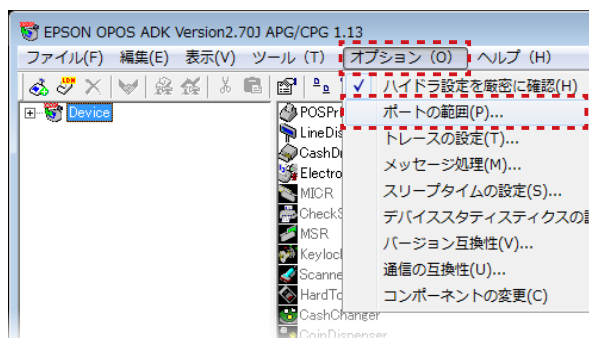 EPSON OPOS ADK Version2.70J APG/CPG 1.13
ファイル(F) 編集(E) 表示(V) ツール (T) オプション (O) ヘルプ (H)
Device
POSPr
LineDis
CashDr
Electro
MICR
CheckS
MSR
Keylock
Scanne
HardTo
CashChanger
CoinDispenser
ハイドラ設定を厳密に確認(H)
ポートの範囲(P)...
トレースの設定(T)...
メッセージ処理(M)...
スリープタイムの設定(S)...
デバイススタティスティクスの設
バージョン互換性(V)...
通信の互換性(U)...
コンポーネントの変更(C)